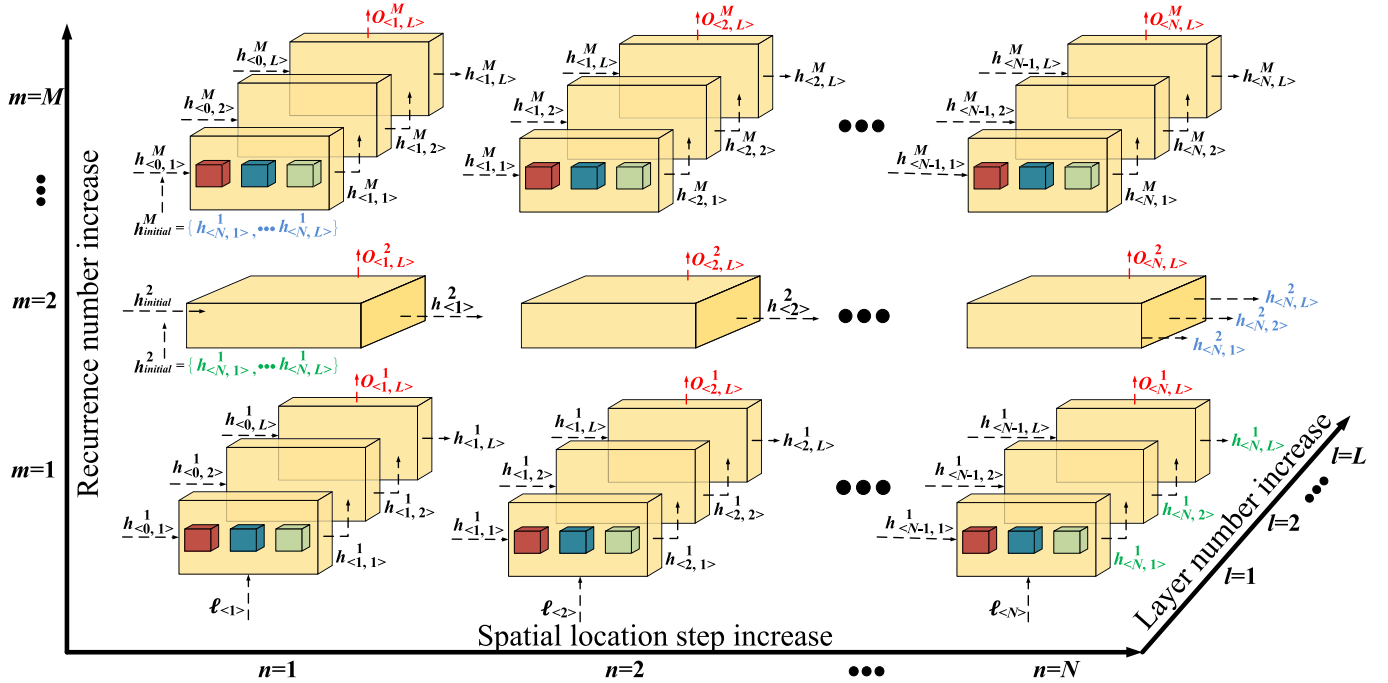 O^M_{<1, L>}
O^M_{<2, L>}
O^M_{<N, L>}
h^M_{<0, L>}
h^M_{<1, L>}
h^M_{<1, L>}
h^M_{<2, L>}
h^M_{<N-1, L>}
h^M_{<N, L>}
m=M
h^M_{<0, 2>}
h^M_{<1, 2>}
h^M_{<1, 2>}
h^M_{<2, 2>}
•••
h^M_{<N-1, 2>}
h^M_{<N, 2>}
h^M_{<0, 1>}
h^M_{<1, 1>}
h^M_{<1, 1>}
h^M_{<2, 1>}
h^M_{<N-1, 1>}
h^M_{<N, 1>}
•••
h^M_{initial} = { h^1_{<N, 1>} , ••• h^1_{<N, L>} }
Recurrence number increase
m=2
O^2_{<1, L>}
O^2_{<2, L>}
O^2_{<N, L>}
h^2_{initial}
h^2_{<1>}
h^2_{<2>}
•••
h^2_{<N, L>}
h^2_{<N, 2>}
h^2_{<N, 1>}
h^2_{initial} = { h^1_{<N, 1>} , ••• h^1_{<N, L>} }
O^1_{<1, L>}
O^1_{<2, L>}
O^1_{<N, L>}
h^1_{<0, L>}
h^1_{<1, L>}
h^1_{<1, L>}
h^1_{<2, L>}
h^1_{<N-1, L>}
h^1_{<N, L>}
m=1
h^1_{<0, 2>}
h^1_{<1, 2>}
h^1_{<1, 2>}
h^1_{<2, 2>}
•••
h^1_{<N-1, 2>}
h^1_{<N, 2>}
h^1_{<0, 1>}
h^1_{<1, 1>}
h^1_{<1, 1>}
h^1_{<2, 1>}
h^1_{<N-1, 1>}
h^1_{<N, 1>}
ℓ_{<1>}
ℓ_{<2>}
ℓ_{<N>}
Layer number increase
l=L
•••
l=2
l=1
Spatial location step increase
n=1
n=2
•••
n=N